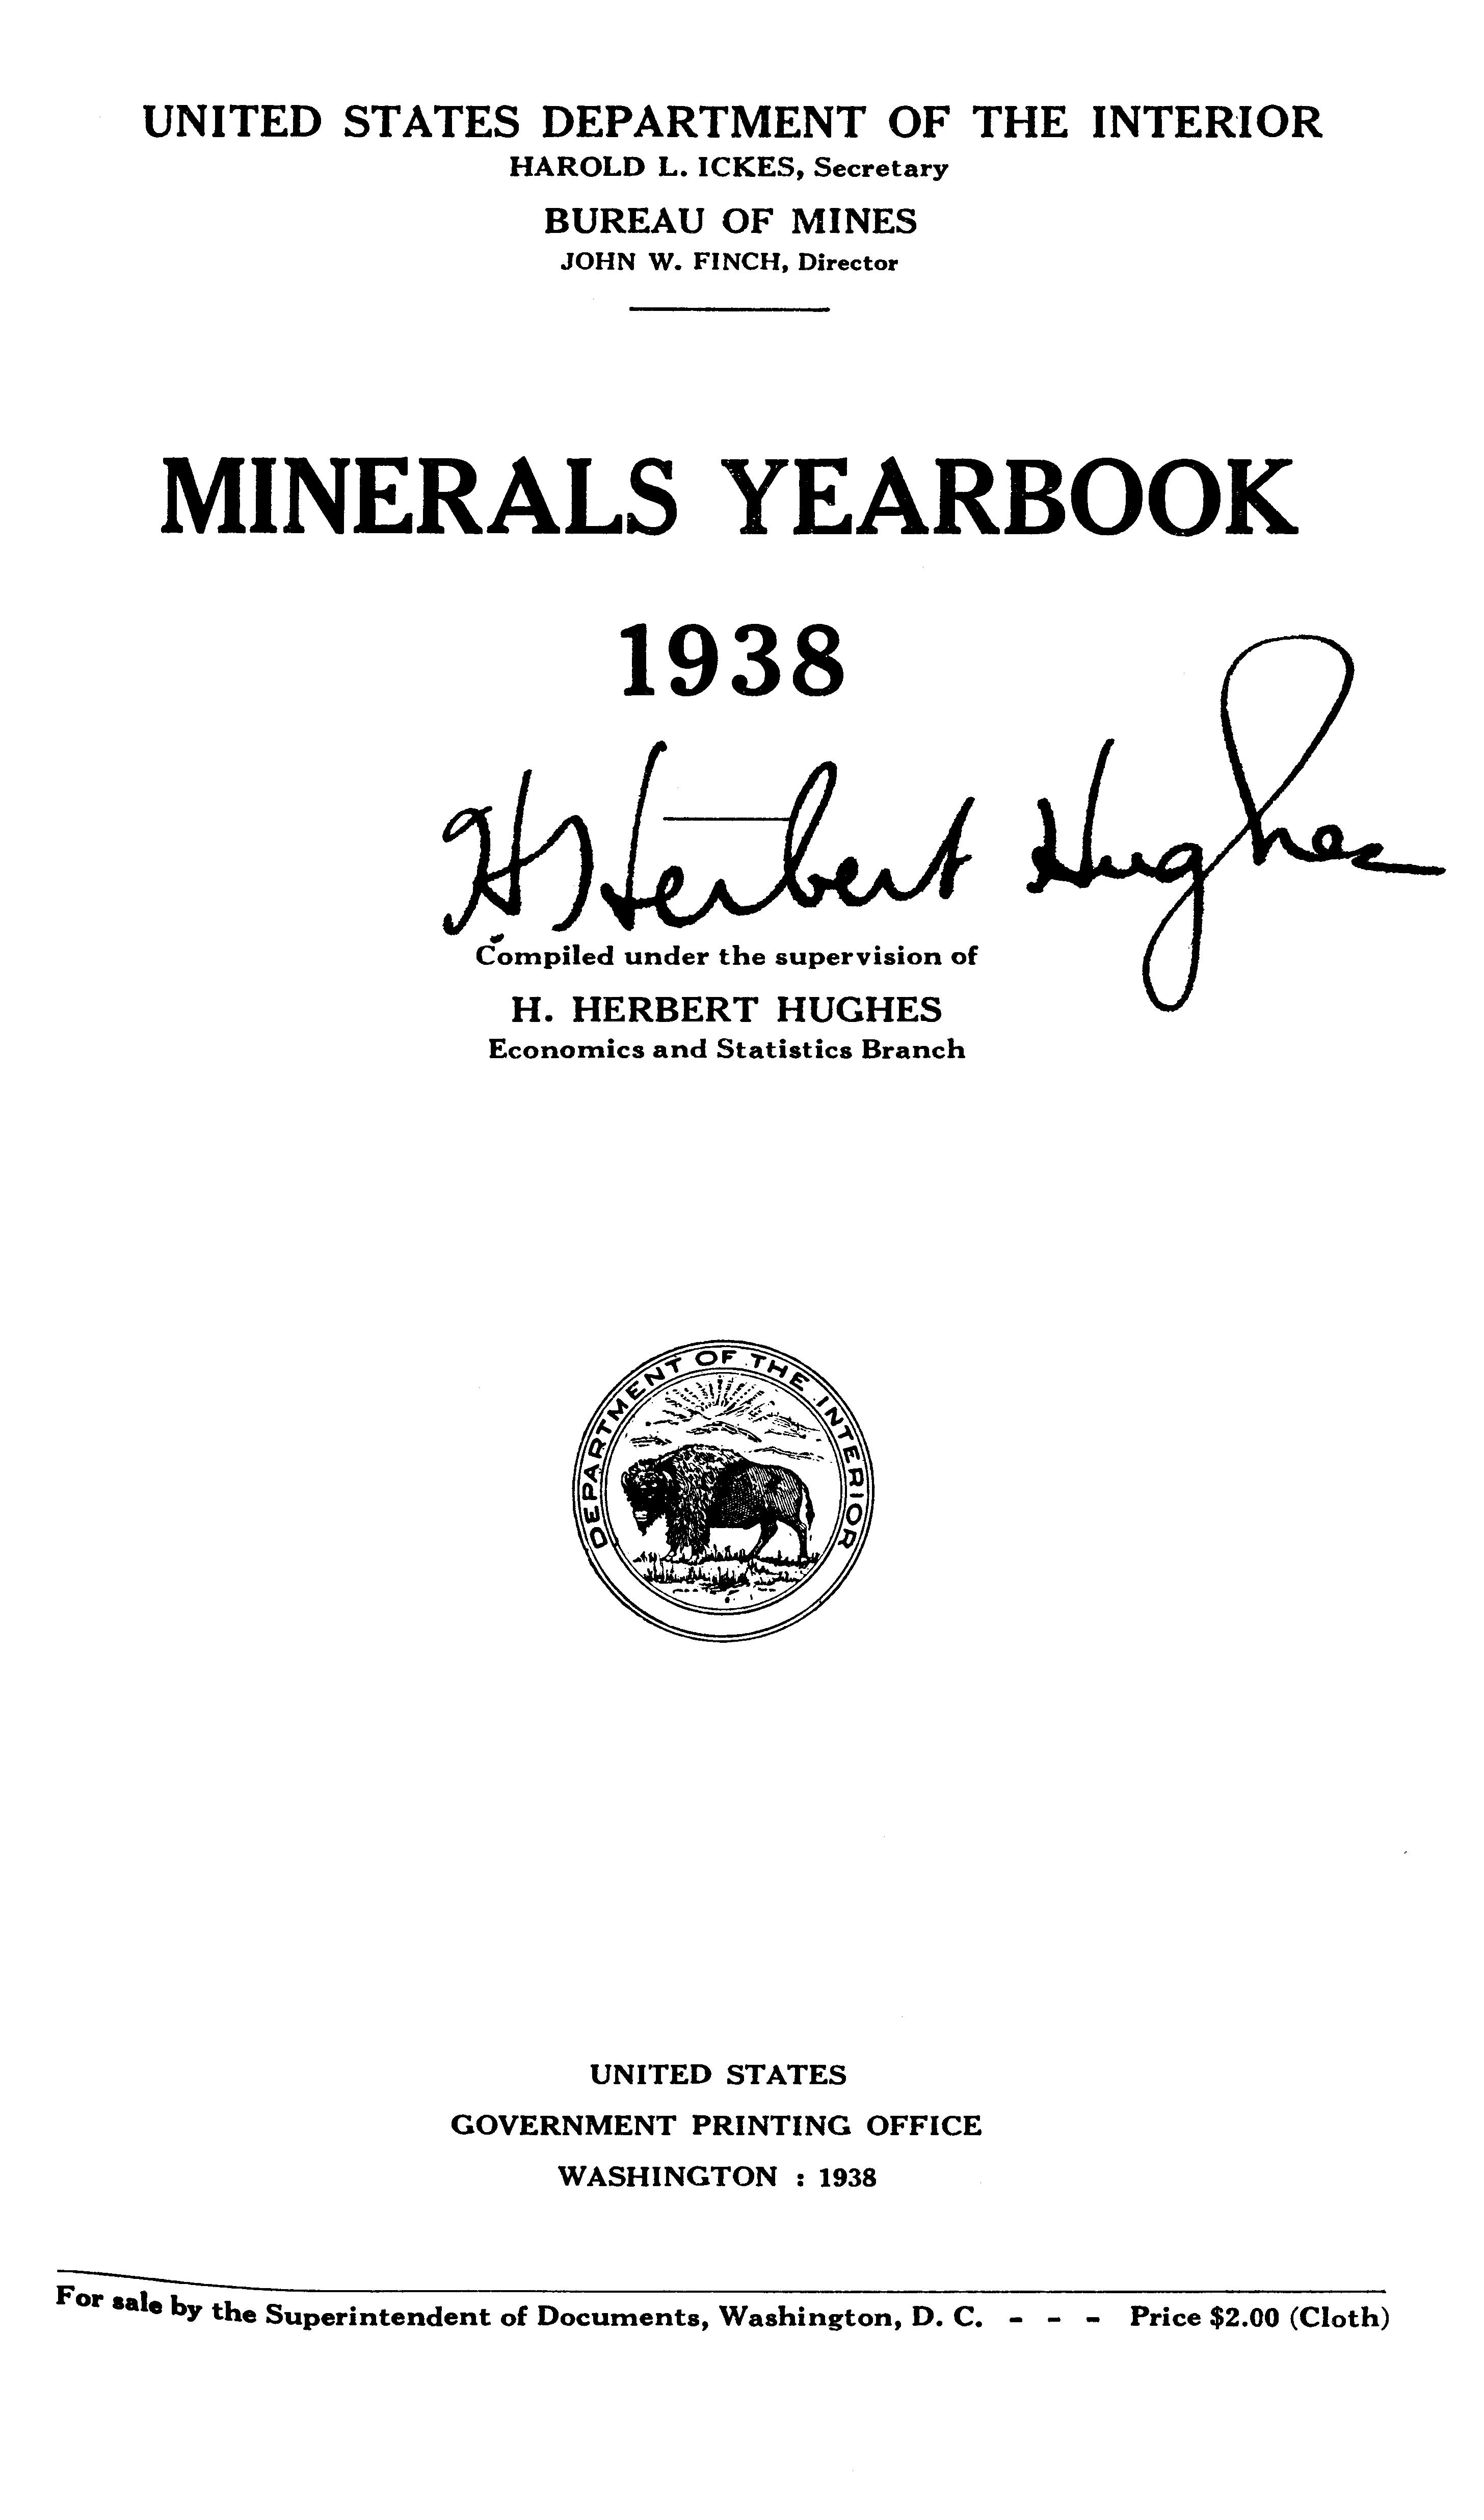 UNITED STATES DEPARTMENT OF THE INTERIOR
HAROLD L. ICKES, Secretary
BUREAU OF MINES
JOHN W. FINCH, Director
MINERALS YEARBOOK
1938
H. Herbert Hughes
Compiled under the supervision of
H. HERBERT HUGHES
Economics and Statistics Branch
DEPARTMENT OF THE INTERIOR
UNITED STATES
GOVERNMENT PRINTING OFFICE
WASHINGTON : 1938
For sale by the Superintendent of Documents, Washington, D. C. - - - Price $2.00 (Cloth)